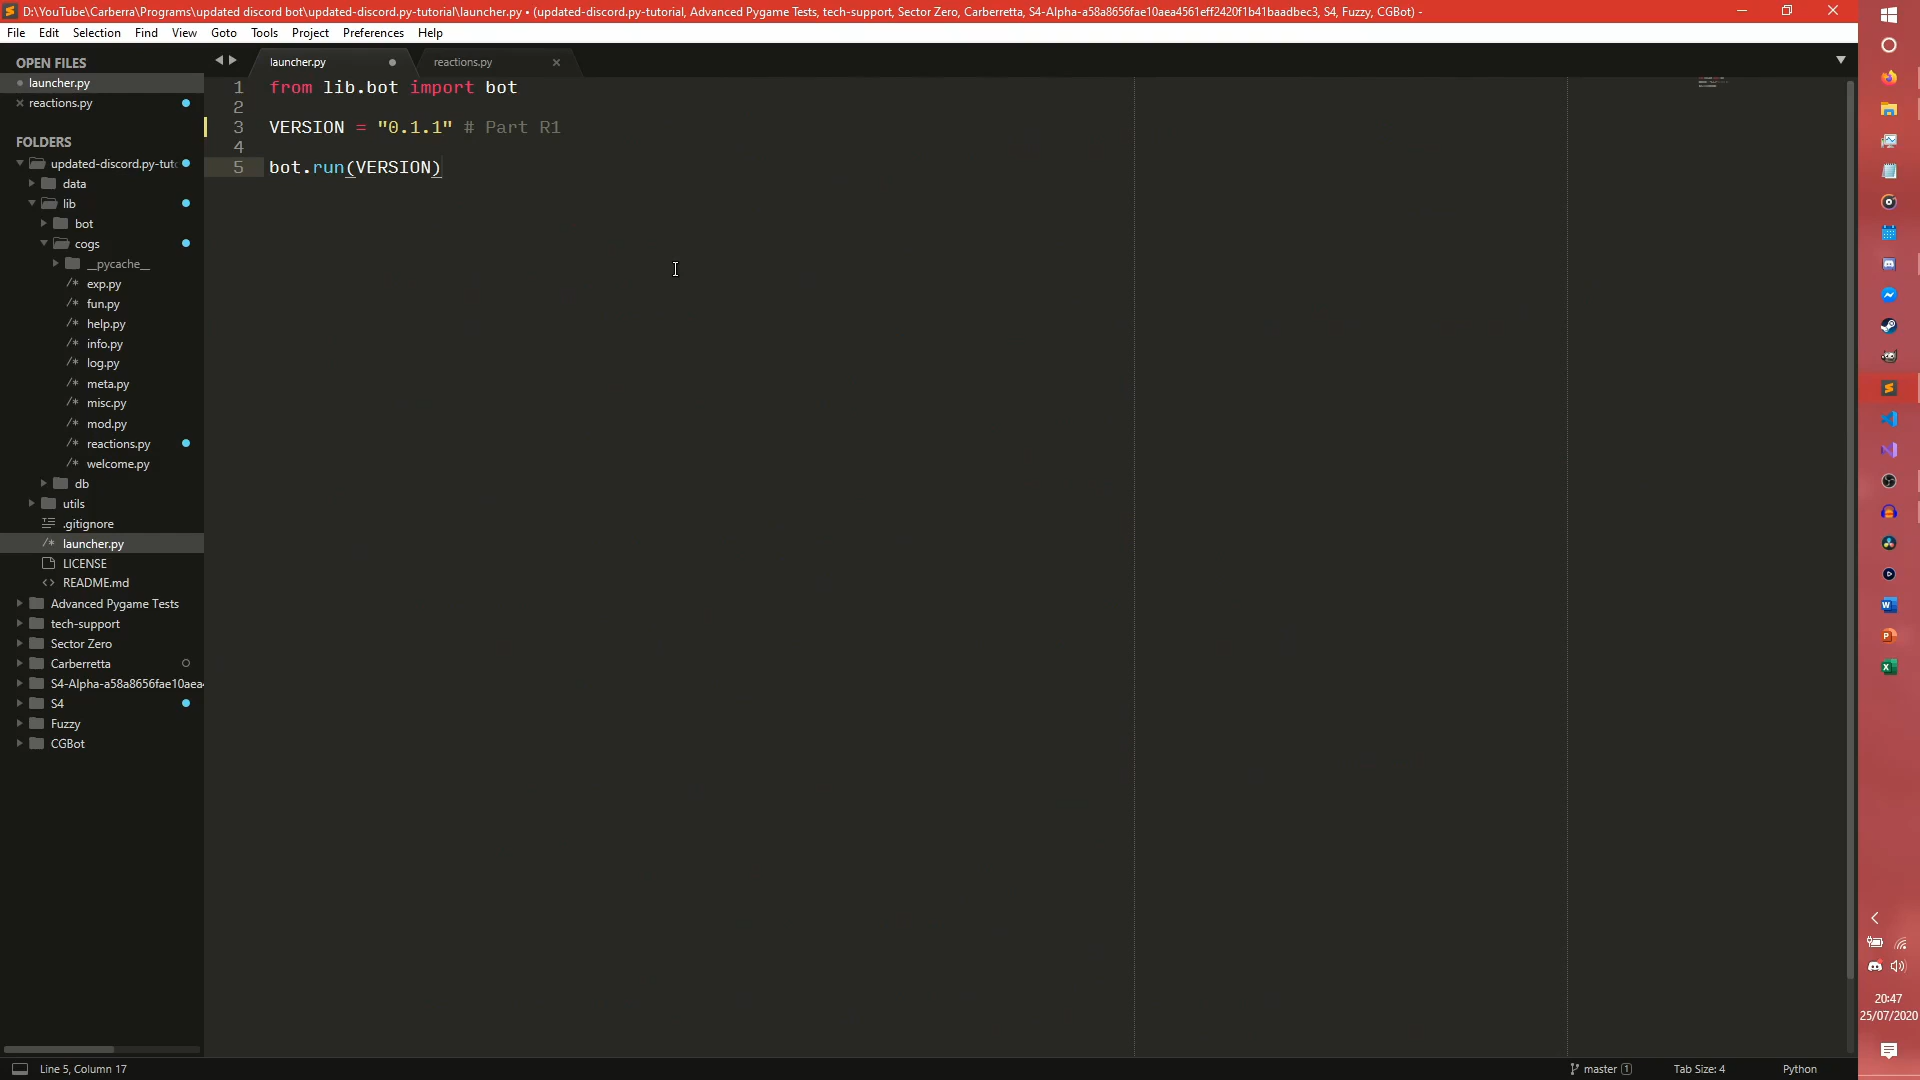 D:\YouTube\Carberra\Programs\updated discord bot\updated-discord.py-tutorial\launcher.py • (updated-discord.py-tutorial, Advanced Pygame Tests, tech-support, Sector Zero, Carberretta, S4-Alpha-a58a8656fae10aea4561eff2420f1b41baadbec3, S4, Fuzzy, CGBot) -
File Edit Selection Find View Goto Tools Project Preferences Help
OPEN FILES
launcher.py
reactions.py
FOLDERS
updated-discord.py-tut
data
lib
bot
cogs
__pycache__
exp.py
fun.py
help.py
info.py
log.py
meta.py
misc.py
mod.py
reactions.py
welcome.py
db
utils
.gitignore
launcher.py
LICENSE
README.md
Advanced Pygame Tests
tech-support
Sector Zero
Carberretta
S4-Alpha-a58a8656fae10aea4
S4
Fuzzy
CGBot
launcher.py reactions.py
1 from lib.bot import bot
2
3 VERSION = "0.1.1" # Part R1
4
5 bot.run(VERSION)
Line 5, Column 17
master 1
Tab Size: 4
Python
20:47
25/07/2020